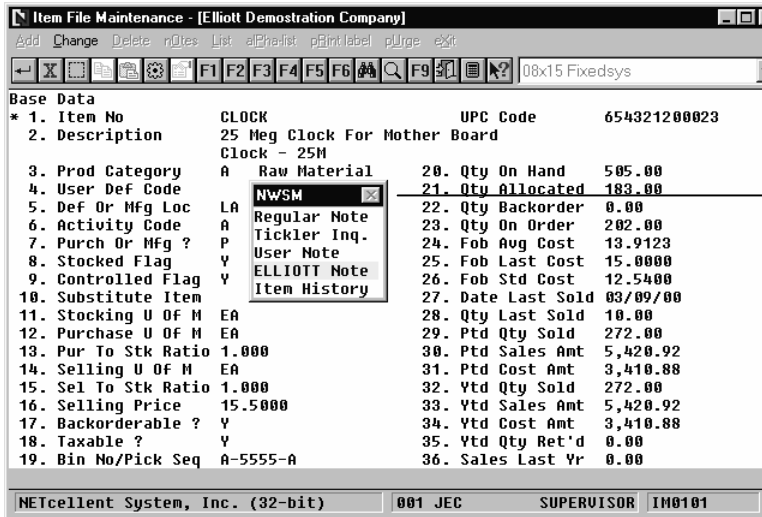 Item File Maintenance - [Elliott Demostration Company]
Add Change Delete nOtes List alPha-list pRint label pUrge eXit
X F1 F2 F3 F4 F5 F6 F9 08x15 Fixedsys
Base Data
* 1. Item No CLOCK UPC Code 654321200023
2. Description 25 Meg Clock For Mother Board
Clock - 25M
3. Prod Category A Raw Material 20. Qty On Hand 505.00
4. User Def Code 21. Qty Allocated 183.00
5. Def Or Mfg Loc LA 22. Qty Backorder 0.00
6. Activity Code A 23. Qty On Order 202.00
7. Purch Or Mfg ? P 24. Fob Avg Cost 13.9123
8. Stocked Flag Y 25. Fob Last Cost 15.0000
9. Controlled Flag Y 26. Fob Std Cost 12.5400
10. Substitute Item 27. Date Last Sold 03/09/00
11. Stocking U Of M EA 28. Qty Last Sold 10.00
12. Purchase U Of M EA 29. Ptd Qty Sold 272.00
13. Pur To Stk Ratio 1.000 30. Ptd Sales Amt 5,420.92
14. Selling U Of M EA 31. Ptd Cost Amt 3,410.88
15. Sel To Stk Ratio 1.000 32. Ytd Qty Sold 272.00
16. Selling Price 15.5000 33. Ytd Sales Amt 5,420.92
17. Backorderable ? Y 34. Ytd Cost Amt 3,410.88
18. Taxable ? Y 35. Ytd Qty Ret'd 0.00
19. Bin No/Pick Seq A-5555-A 36. Sales Last Yr 0.00
NWSM
Regular Note
Tickler Inq.
User Note
ELLIOTT Note
Item History
NETcellent System, Inc. (32-bit) 001 JEC SUPERVISOR IM0101